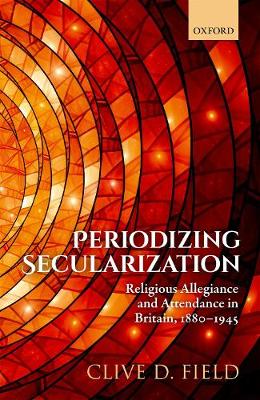 OXFORD
PERIODIZING
SECULARIZATION
Religious Allegiance
and Attendance in
Britain, 1880–1945
CLIVE D. FIELD